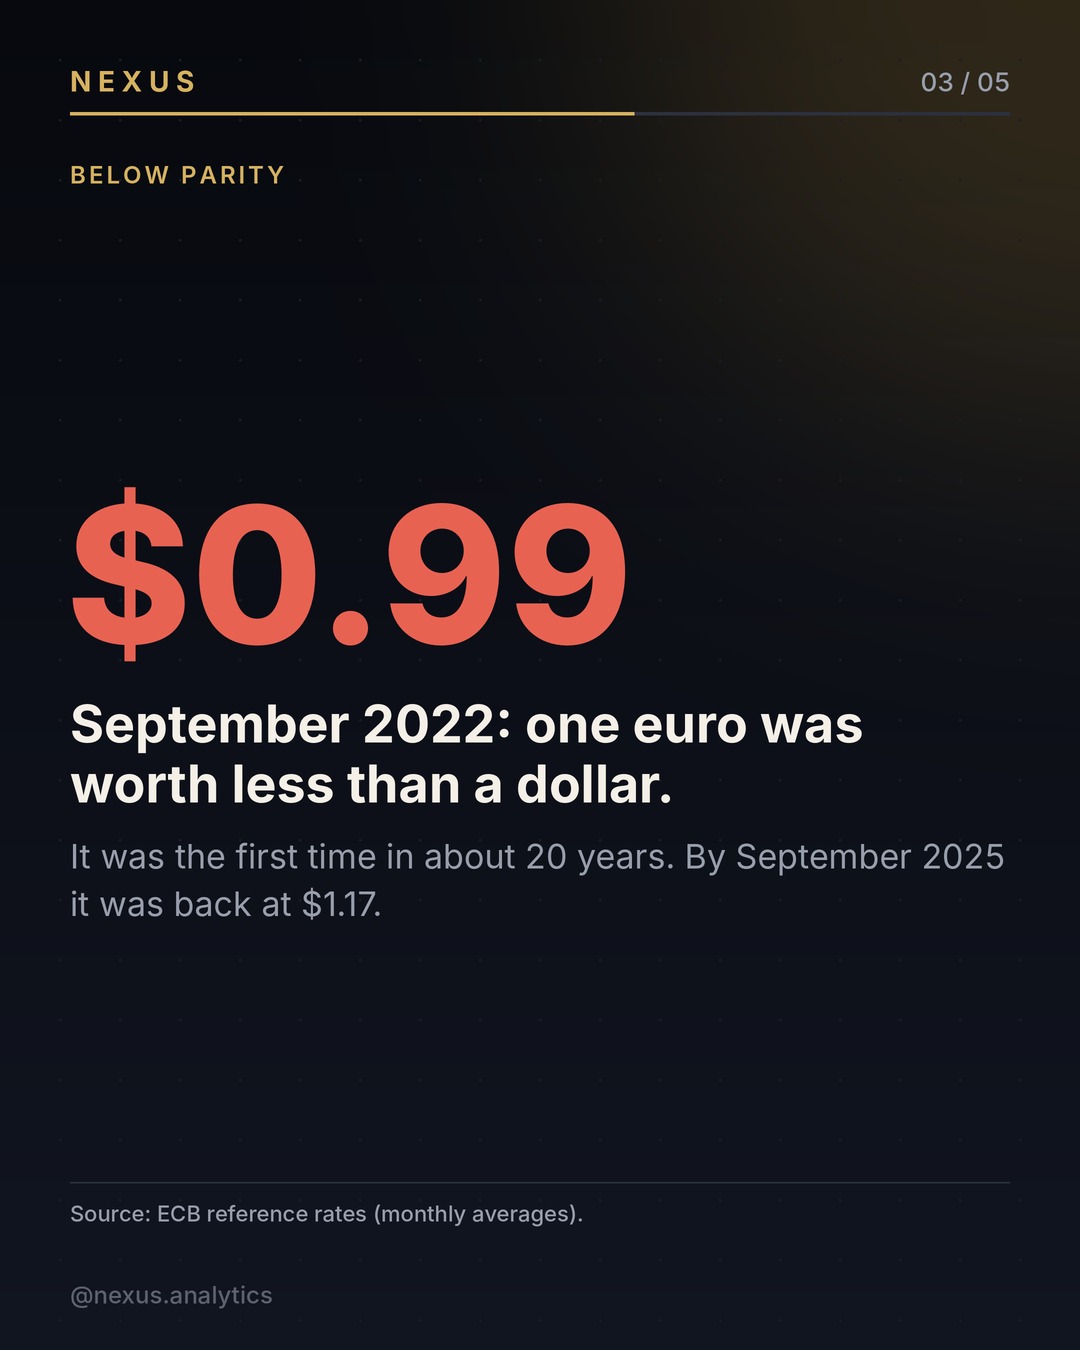 NEXUS
03 / 05
BELOW PARITY
$0.99
September 2022: one euro was
worth less than a dollar.
It was the first time in about 20 years. By September 2025
it was back at $1.17.
Source: ECB reference rates (monthly averages).
@nexus.analytics